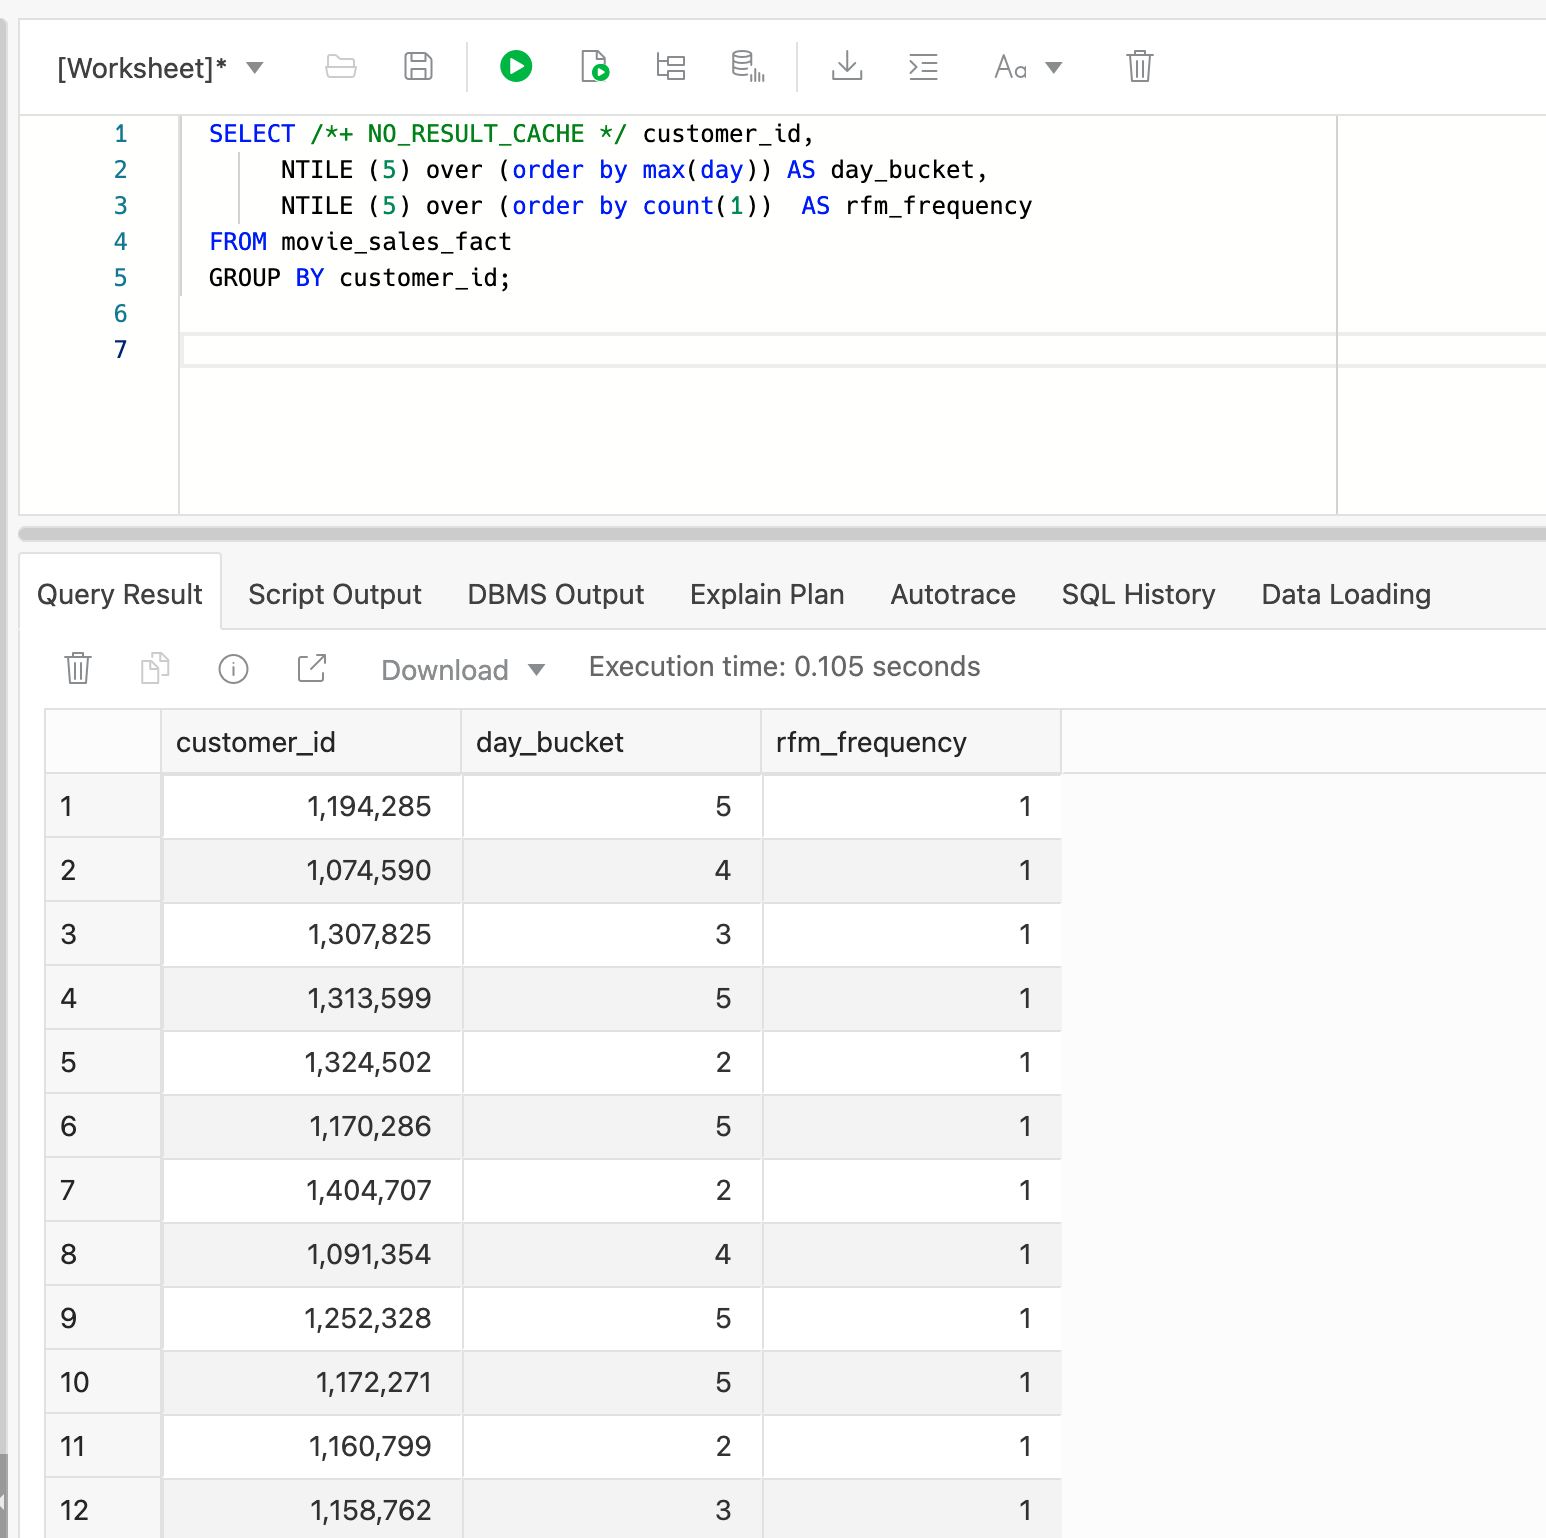 [Worksheet]*
Aa
1 SELECT /*+ NO_RESULT_CACHE */ customer_id,
2 NTILE (5) over (order by max(day)) AS day_bucket,
3 NTILE (5) over (order by count(1))  AS rfm_frequency
4 FROM movie_sales_fact
5 GROUP BY customer_id;
6
7
Query Result Script Output DBMS Output Explain Plan Autotrace SQL History Data Loading
Download Execution time: 0.105 seconds
customer_id day_bucket rfm_frequency
1 1,194,285 5 1
2 1,074,590 4 1
3 1,307,825 3 1
4 1,313,599 5 1
5 1,324,502 2 1
6 1,170,286 5 1
7 1,404,707 2 1
8 1,091,354 4 1
9 1,252,328 5 1
10 1,172,271 5 1
11 1,160,799 2 1
12 1,158,762 3 1